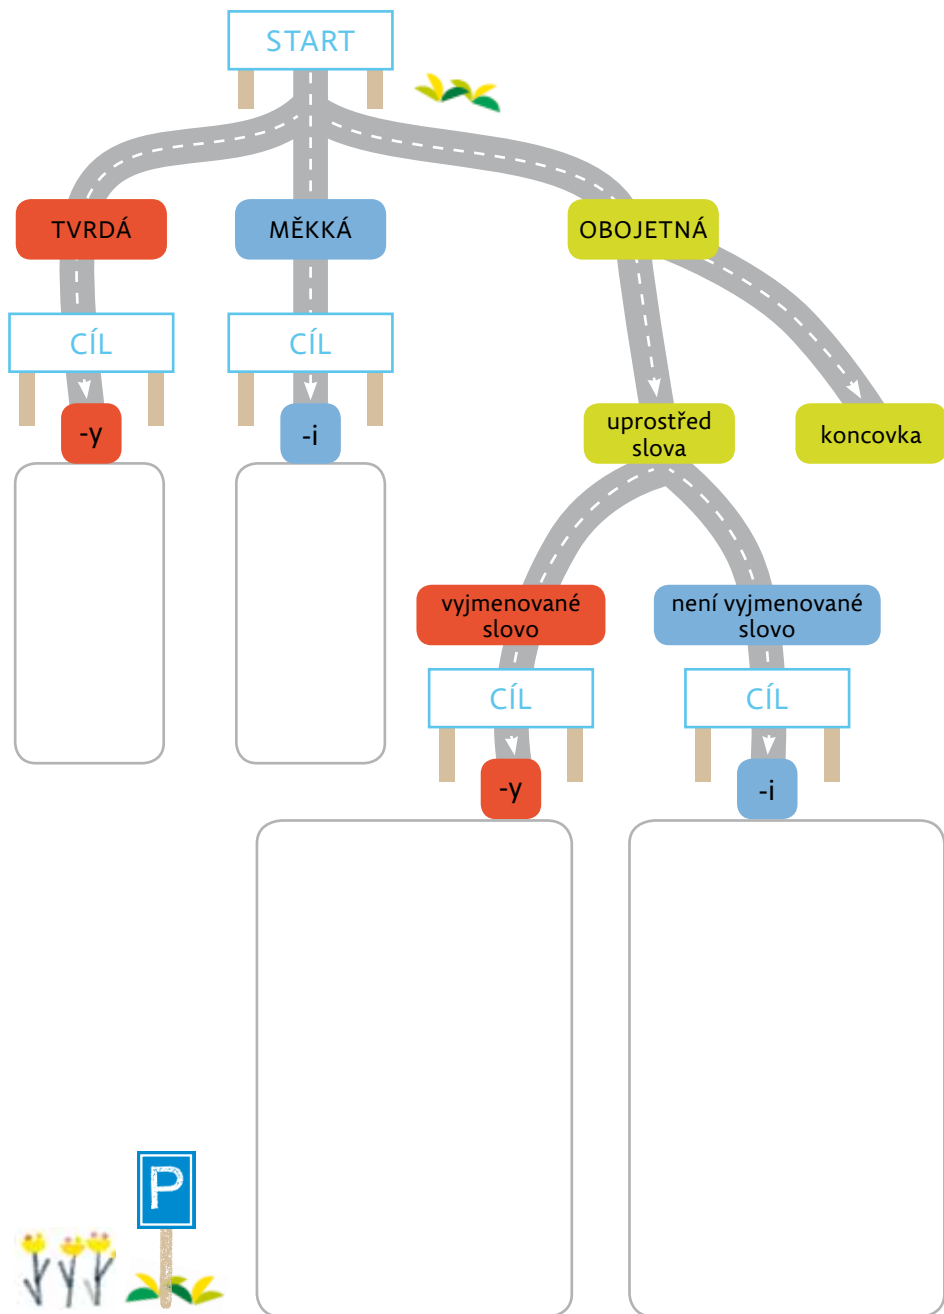 START
TVRDÁ
MĚKKÁ
OBOJETNÁ
CÍL
CÍL
-y
-i
uprostřed
slova
koncovka
vyjmenované
slovo
není vyjmenované
slovo
CÍL
CÍL
-y
-i
P